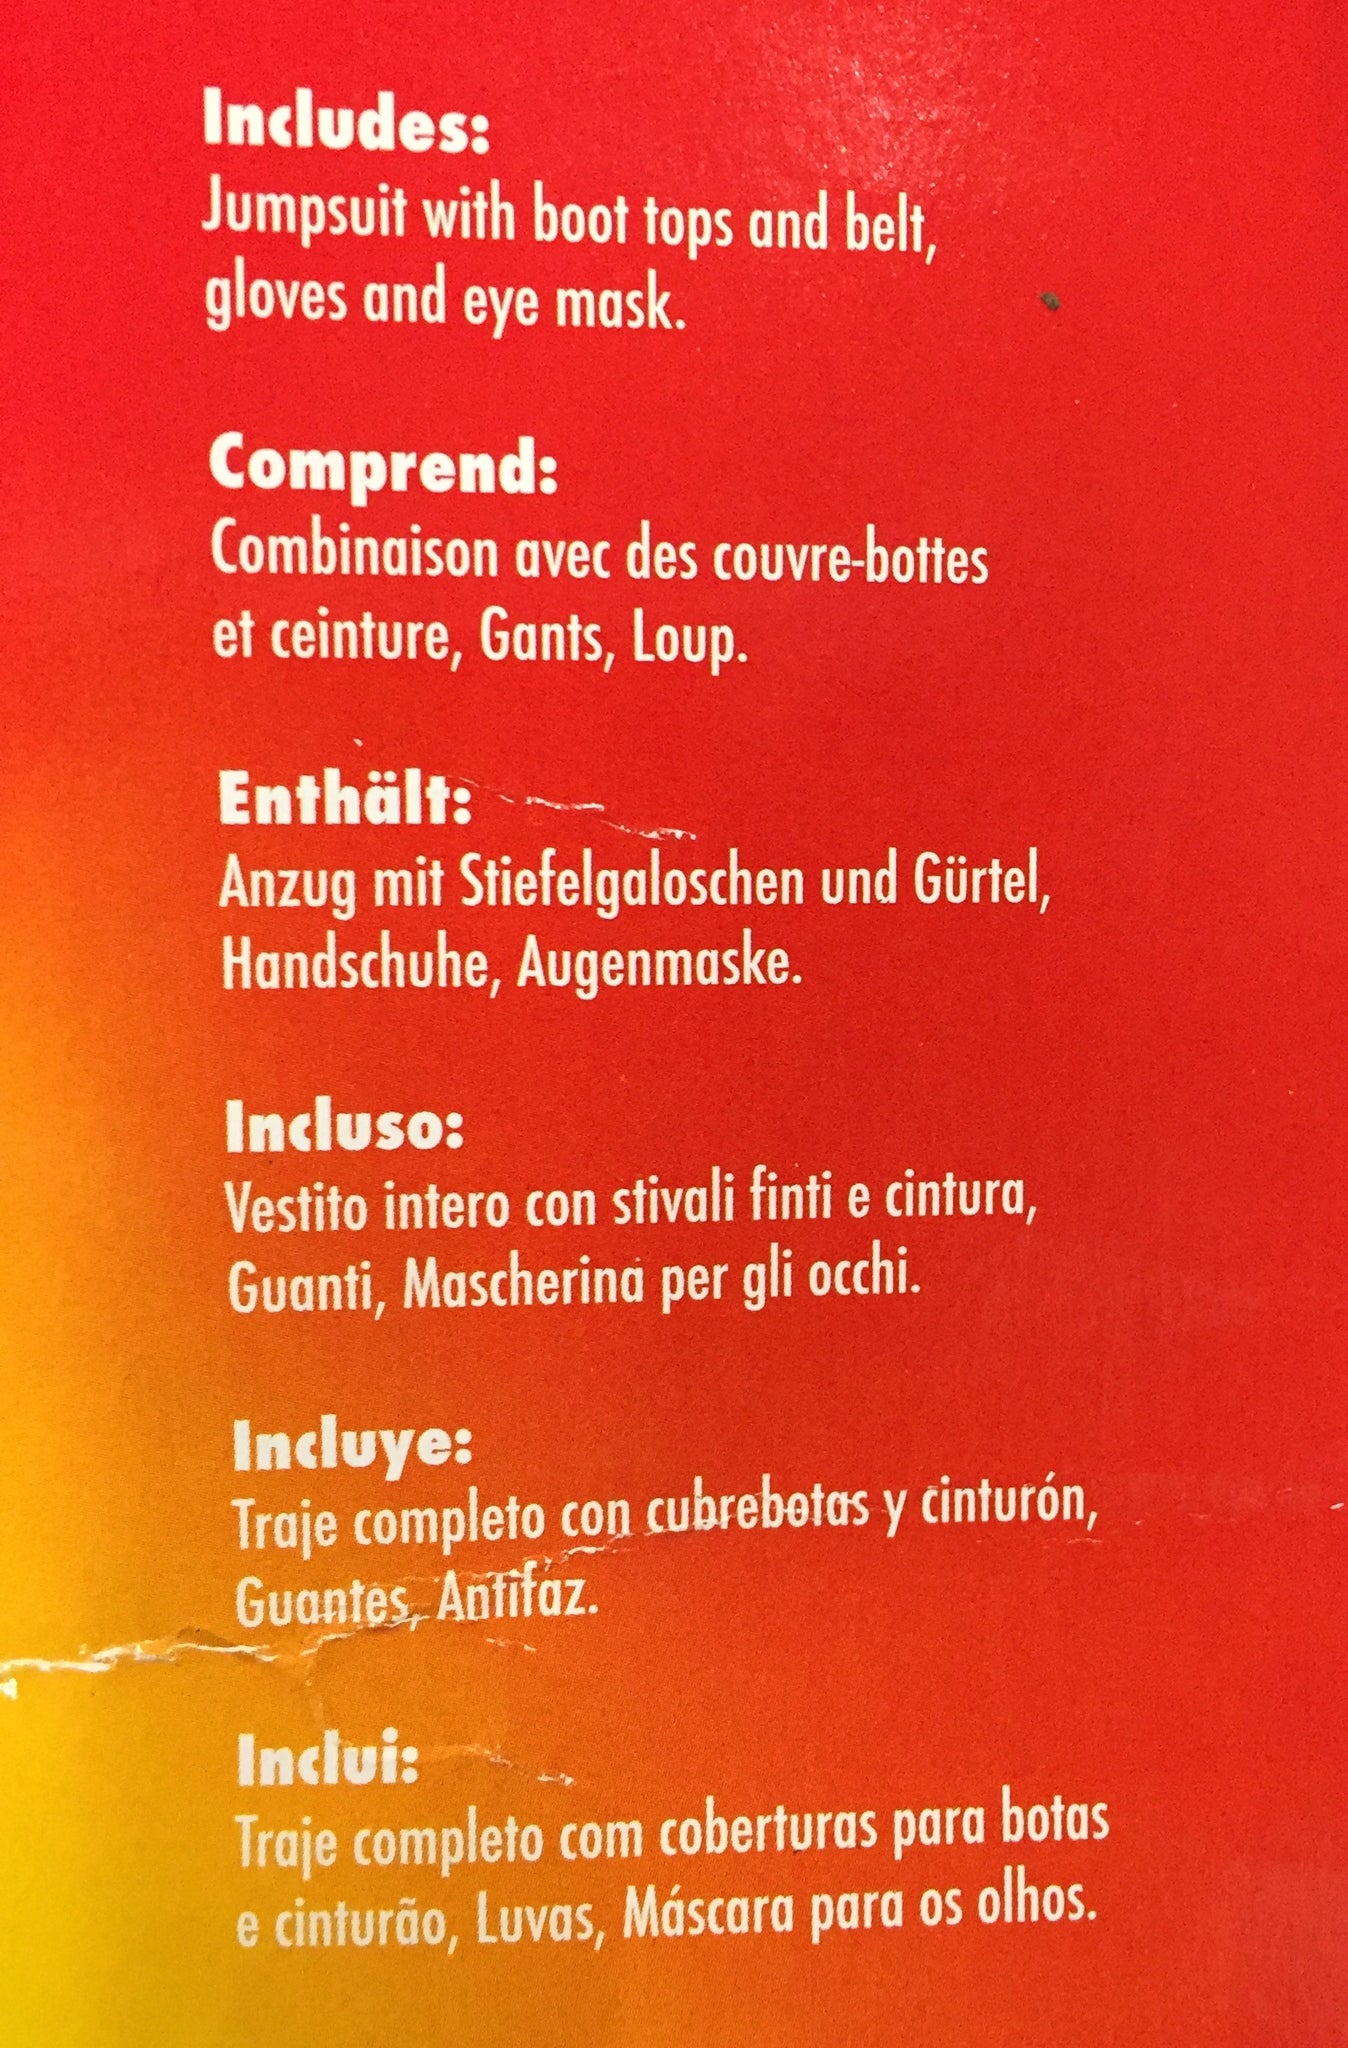 Includes:
Jumpsuit with boot tops and belt,
gloves and eye mask.
Comprend:
Combinaison avec des couvre-bottes
et ceinture, Gants, Loup.
Enthält:
Anzug mit Stiefelgaloschen und Gürtel,
Handschuhe, Augenmaske.
Incluso:
Vestito intero con stivali finti e cintura,
Guanti, Mascherina per gli occhi.
Incluye:
Traje completo con cubrebotas y cinturón,
Guantes, Antifaz.
Inclui:
Traje completo com coberturas para botas
e cinturão, Luvas, Máscara para os olhos.